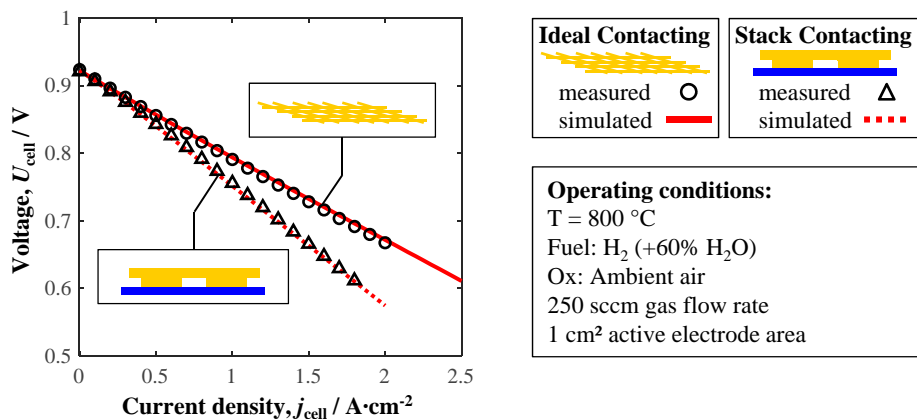 1
0.9
0.8
0.7
0.6
0.5
Voltage, U_cell / V
0 0.5 1 1.5 2 2.5
Current density, j_cell / A·cm⁻²
Ideal Contacting
measured
simulated
Stack Contacting
measured
simulated
Operating conditions:
T = 800 °C
Fuel: H₂ (+60% H₂O)
Ox: Ambient air
250 sccm gas flow rate
1 cm² active electrode area